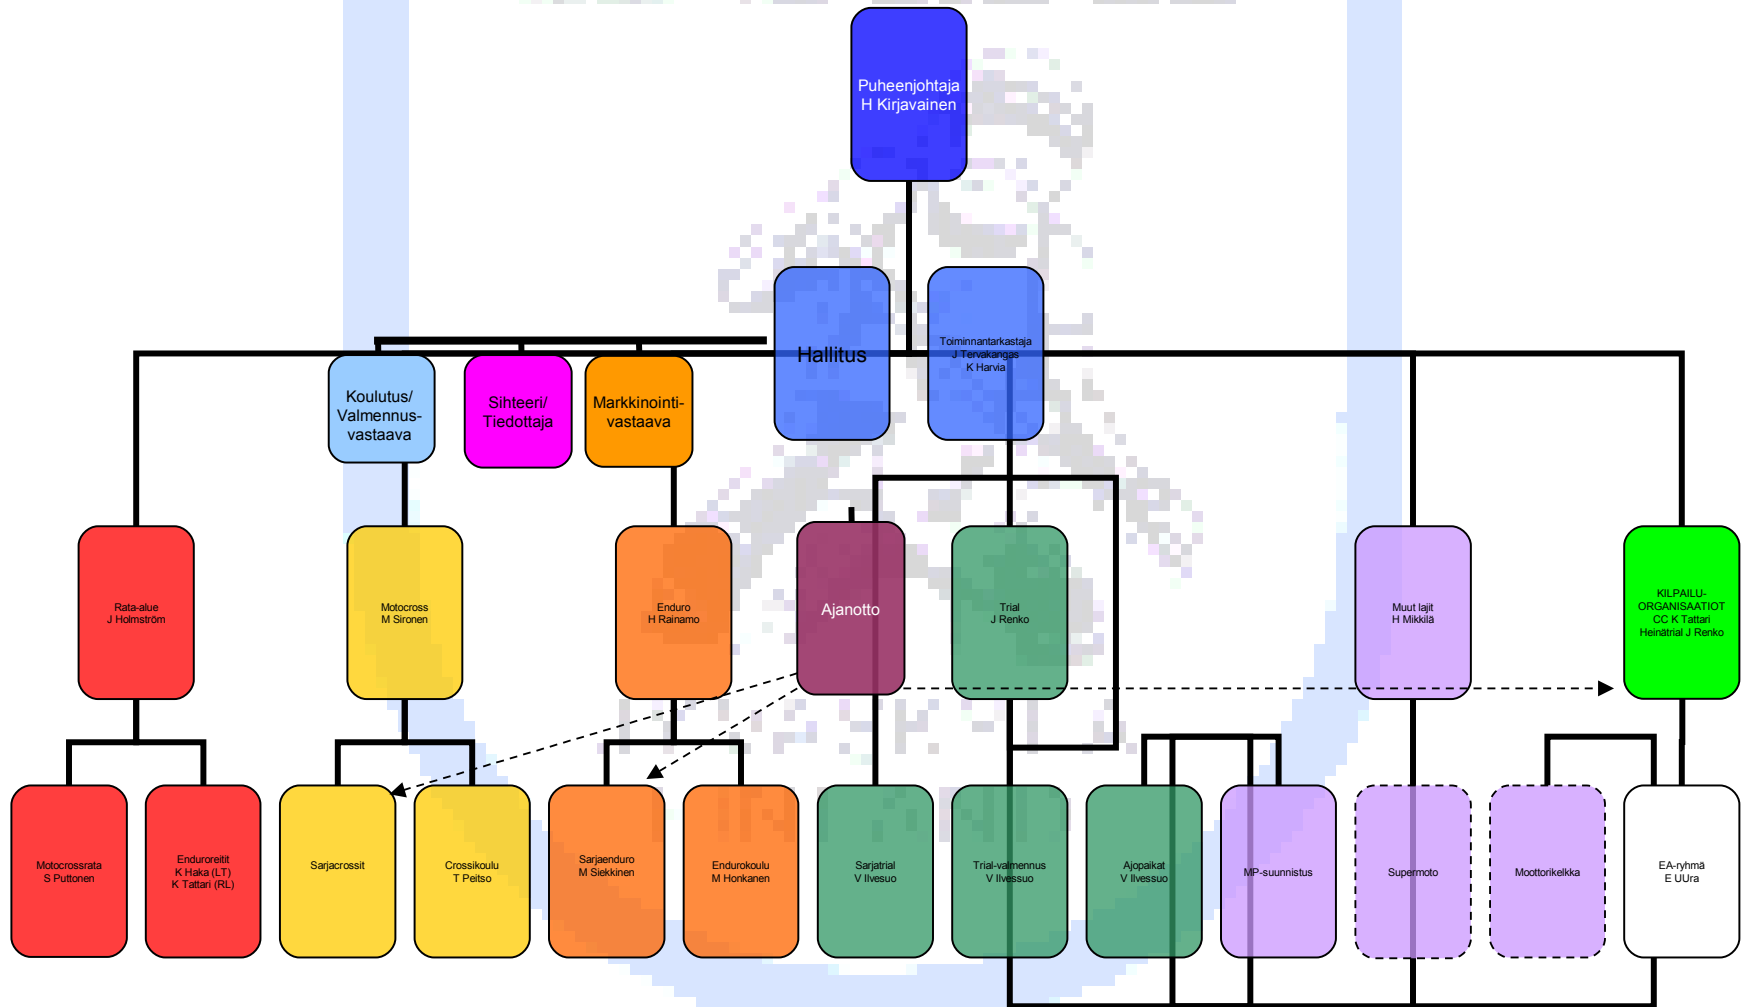 Puheenjohtaja
H Kirjavainen
Hallitus
Toiminnantarkastaja
J Tervakangas
K Harvia
Koulutus/
Valmennus-
vastaava
Sihteeri/
Tiedottaja
Markkinointi-
vastaava
Rata-alue
J Holmström
Motocross
M Sironen
Enduro
H Rainamo
Ajanotto
Trial
J Renko
Muut lajit
H Mikkilä
KILPAILU-
ORGANISAATIOT
CC K Tattari
Heinätrial J Renko
Motocrossrata
S Puttonen
Enduroreitit
K Haka (LT)
K Tattari (RL)
Sarjacrossit
Crossikoulu
T Peitso
Sarjaenduro
M Siekkinen
Endurokoulu
M Honkanen
Sarjatrial
V Ilvesuo
Trial-valmennus
V Ilvessuo
Ajopaikat
V Ilvessuo
MP-suunnistus
Supermoto
Moottorikelkka
EA-ryhmä
E UUra